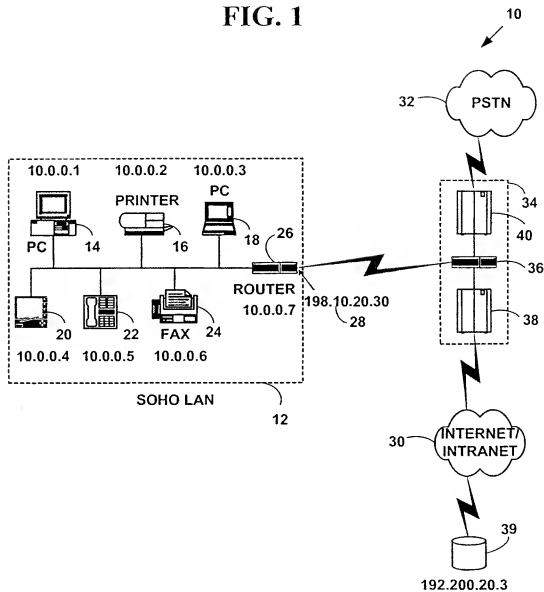 FIG. 1
10
32
PSTN
10.0.0.1
10.0.0.2
10.0.0.3
PRINTER
PC
34
PC
14
16
18
26
40
36
ROUTER
198.10.20.30
10.0.0.7
28
20
22
FAX
24
38
10.0.0.4
10.0.0.5
10.0.0.6
SOHO LAN
12
30
INTERNET/
INTRANET
39
192.200.20.3